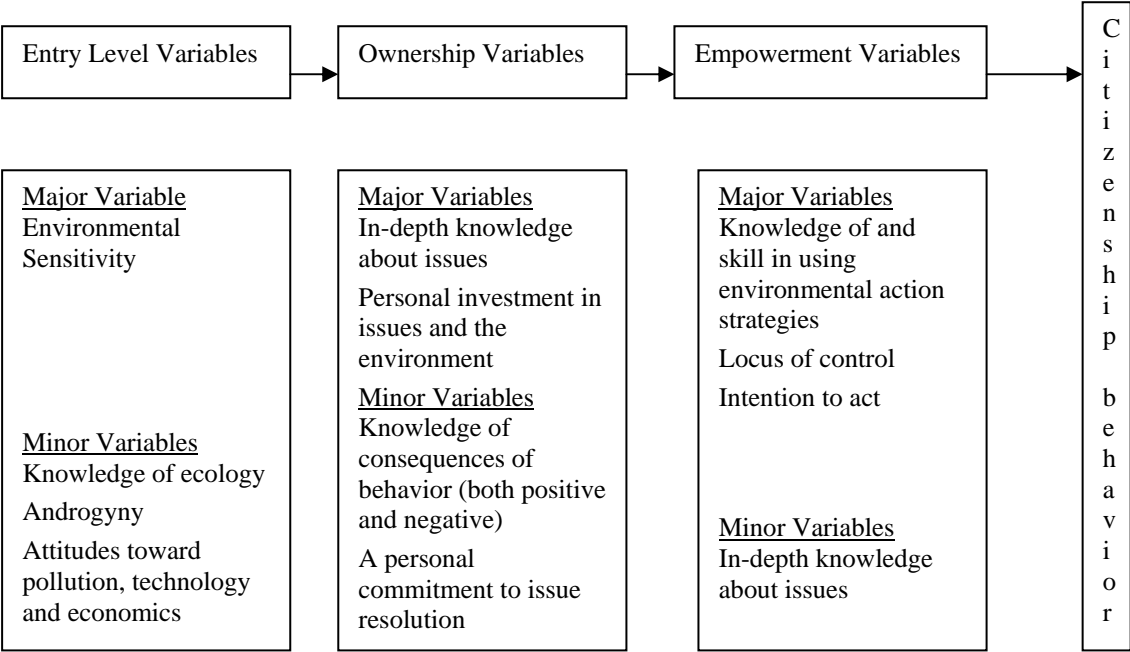 Entry Level Variables
Ownership Variables
Empowerment Variables
Major Variable
Environmental
Sensitivity
Minor Variables
Knowledge of ecology
Androgyny
Attitudes toward
pollution, technology
and economics
Major Variables
In-depth knowledge
about issues
Personal investment in
issues and the
environment
Minor Variables
Knowledge of
consequences of
behavior (both positive
and negative)
A personal
commitment to issue
resolution
Major Variables
Knowledge of and
skill in using
environmental action
strategies
Locus of control
Intention to act
Minor Variables
In-depth knowledge
about issues
Citizenship behavior